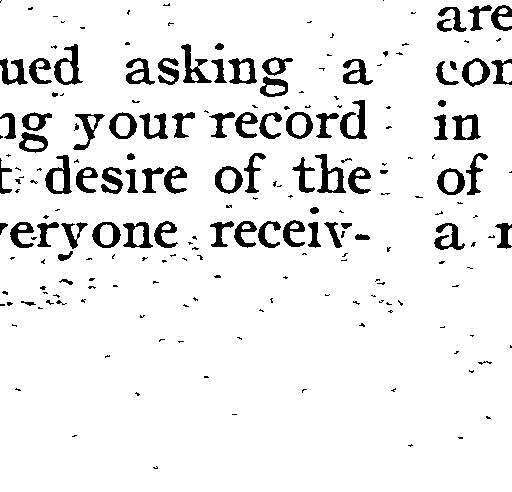 ued asking a
ng your record
t desire of the
veryone receiv-
are
con
in
of
a